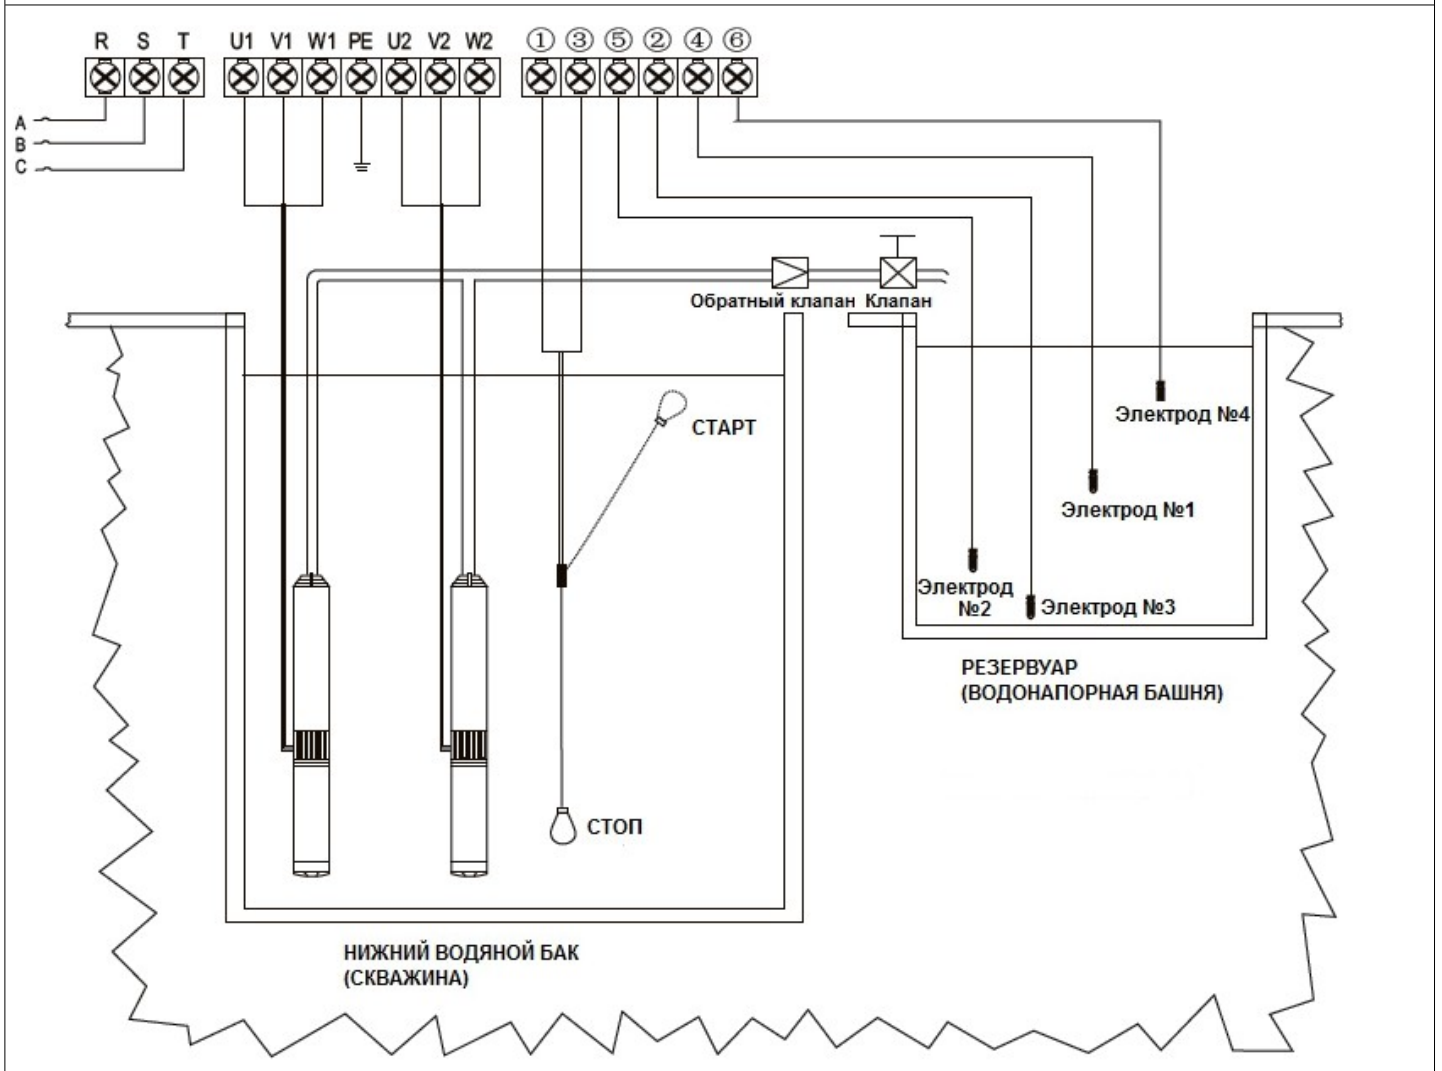 R S T U1 V1 W1 PE U2 V2 W2 ① ③ ⑤ ② ④ ⑥
A
B
C
Обратный клапан Клапан
СТАРТ
Электрод №4
Электрод №1
Электрод
№2
Электрод №3
РЕЗЕРВУАР
(ВОДОНАПОРНАЯ БАШНЯ)
СТОП
НИЖНИЙ ВОДЯНОЙ БАК
(СКВАЖИНА)